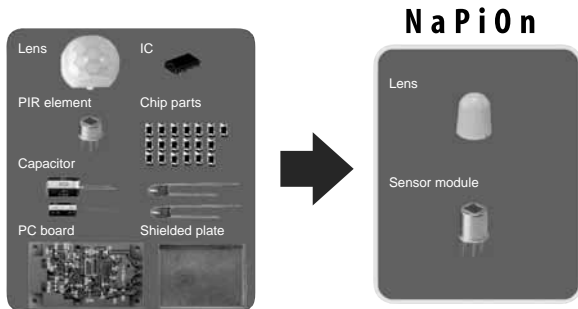 NaPiOn
Lens
IC
PIR element
Chip parts
Capacitor
PC board
Shielded plate
Lens
Sensor module